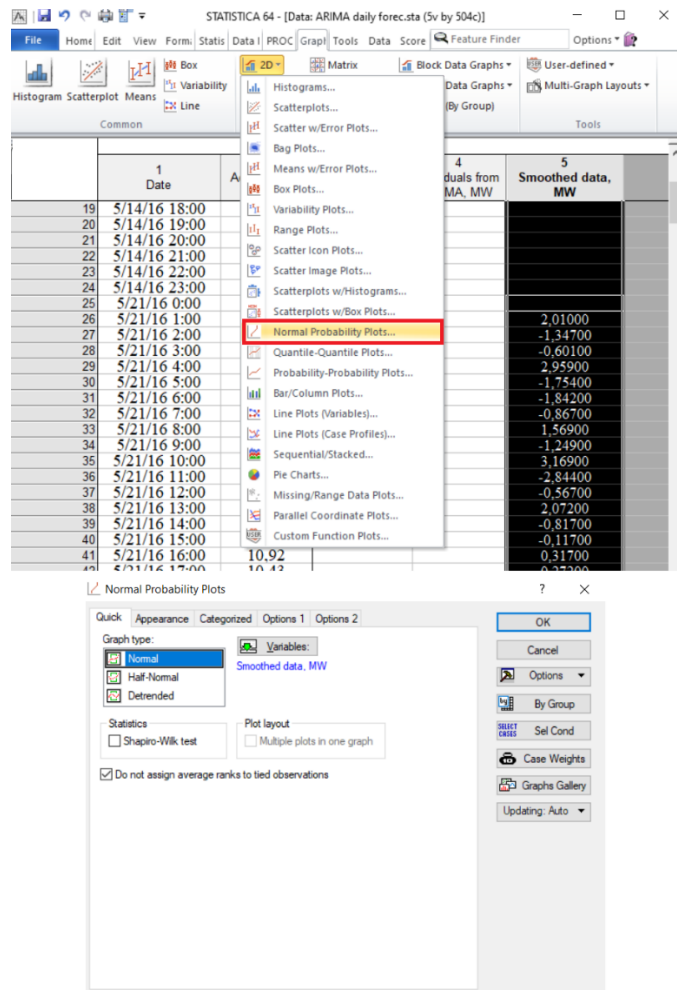 STATISTICA 64 - [Data: ARIMA daily forec.sta (5v by 504c)]
File Home Edit View Form Statis Data I PROC Grapl Tools Data Score Feature Finder Options
Histogram Scatterplot Means
Box
Variability
Line
2D
Matrix
Block Data Graphs
Data Graphs
(By Group)
User-defined
Multi-Graph Layouts
Common
Tools
Histograms...
Scatterplots...
Scatter w/Error Plots...
Bag Plots...
Means w/Error Plots...
Box Plots...
Variability Plots...
Range Plots...
Scatter Icon Plots...
Scatter Image Plots...
Scatterplots w/Histograms...
Scatterplots w/Box Plots...
Normal Probability Plots...
Quantile-Quantile Plots...
Probability-Probability Plots...
Bar/Column Plots...
Line Plots (Variables)...
Line Plots (Case Profiles)...
Sequential/Stacked...
Pie Charts...
Missing/Range Data Plots...
Parallel Coordinate Plots...
Custom Function Plots...
1
Date
A
4
duals from
MA, MW
5
Smoothed data,
MW
19 5/14/16 18:00
20 5/14/16 19:00
21 5/14/16 20:00
22 5/14/16 21:00
23 5/14/16 22:00
24 5/14/16 23:00
25 5/21/16 0:00
26 5/21/16 1:00 2,01000
27 5/21/16 2:00 -1,34700
28 5/21/16 3:00 -0,60100
29 5/21/16 4:00 2,95900
30 5/21/16 5:00 -1,75400
31 5/21/16 6:00 -1,84200
32 5/21/16 7:00 -0,86700
33 5/21/16 8:00 1,56900
34 5/21/16 9:00 -1,24900
35 5/21/16 10:00 3,16900
36 5/21/16 11:00 -2,84400
37 5/21/16 12:00 -0,56700
38 5/21/16 13:00 2,07200
39 5/21/16 14:00 -0,81700
40 5/21/16 15:00 -0,11700
41 5/21/16 16:00 10,92 0,31700
42 5/21/16 17:00 10,43 0,27200
Normal Probability Plots
Quick Appearance Categorized Options 1 Options 2
Graph type:
Normal
Half-Normal
Detrended
Variables:
Smoothed data, MW
Statistics
Shapiro-Wilk test
Plot layout
Multiple plots in one graph
Do not assign average ranks to tied observations
OK
Cancel
Options
By Group
SELECT CASES Sel Cond
Case Weights
Graphs Gallery
Updating: Auto